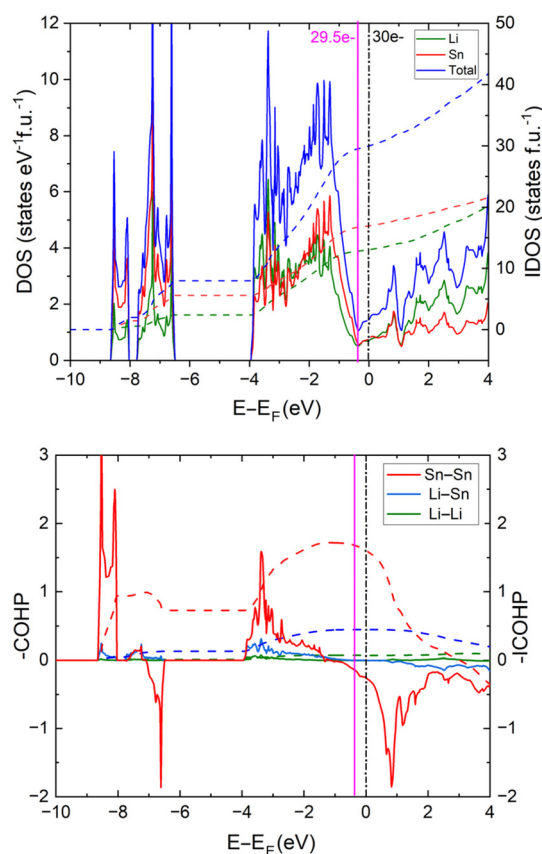 29.5e-
30e-
Li
Sn
Total
DOS (states eV⁻¹f.u.⁻¹)
IDOS (states f.u.⁻¹)
12
10
8
6
4
2
0
50
40
30
20
10
0
−10 −8 −6 −4 −2 0 2 4
E−E_F(eV)
Sn–Sn
Li–Sn
Li–Li
-COHP
-ICOHP
3
2
1
0
−1
−2
3
2
1
0
−1
−2
−10 −8 −6 −4 −2 0 2 4
E−E_F(eV)